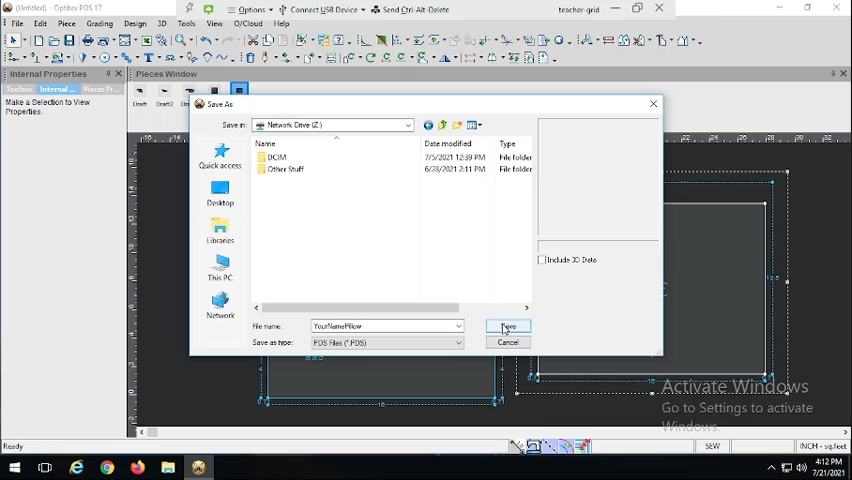 (Untitled) - Optitex PDS 17
Options
Connect USB Device
Send Ctrl-Alt-Delete
teacher-grid
File Edit Piece Grading Design 3D Tools View O/Cloud Help
Internal Properties
Pieces Window
Toolbox Internal ... Pieces Pr...
Make a Selection to View
Properties.
Draft Draft2
Save As
Save in: Network Drive (Z:)
Name Date modified Type
DCIM 7/5/2021 12:39 PM File folder
Other Stuff 6/28/2021 2:11 PM File folder
Quick access
Desktop
Libraries
This PC
Network
Include 3D Data
File name: YourNamePillow Save
Save as type: PDS Files (*.PDS) Cancel
16
16
Activate Windows
Go to Settings to activate
Windows.
Ready
SEW
INCH - sq.feet
4:12 PM
7/21/2021